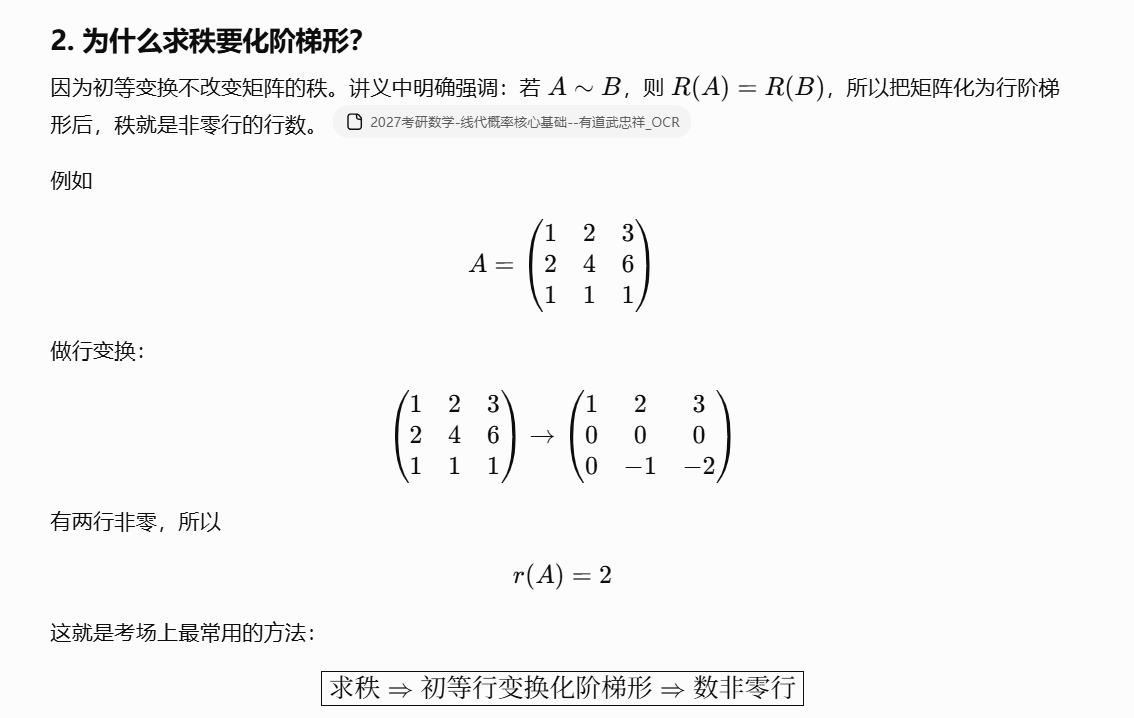 2. 为什么求秩要化阶梯形？
因为初等变换不改变矩阵的秩。讲义中明确强调：若 A ∼ B，则 R(A) = R(B)，所以把矩阵化为行阶梯
形后，秩就是非零行的行数。 2027考研数学-线代概率核心基础--有道武忠祥_OCR
例如
A = ( 1 2 3
2 4 6
1 1 1 )
做行变换：
( 1 2 3
2 4 6
1 1 1 ) → ( 1 2 3
0 0 0
0 −1 −2 )
有两行非零，所以
r(A) = 2
这就是考场上最常用的方法：
求秩 ⇒ 初等行变换化阶梯形 ⇒ 数非零行